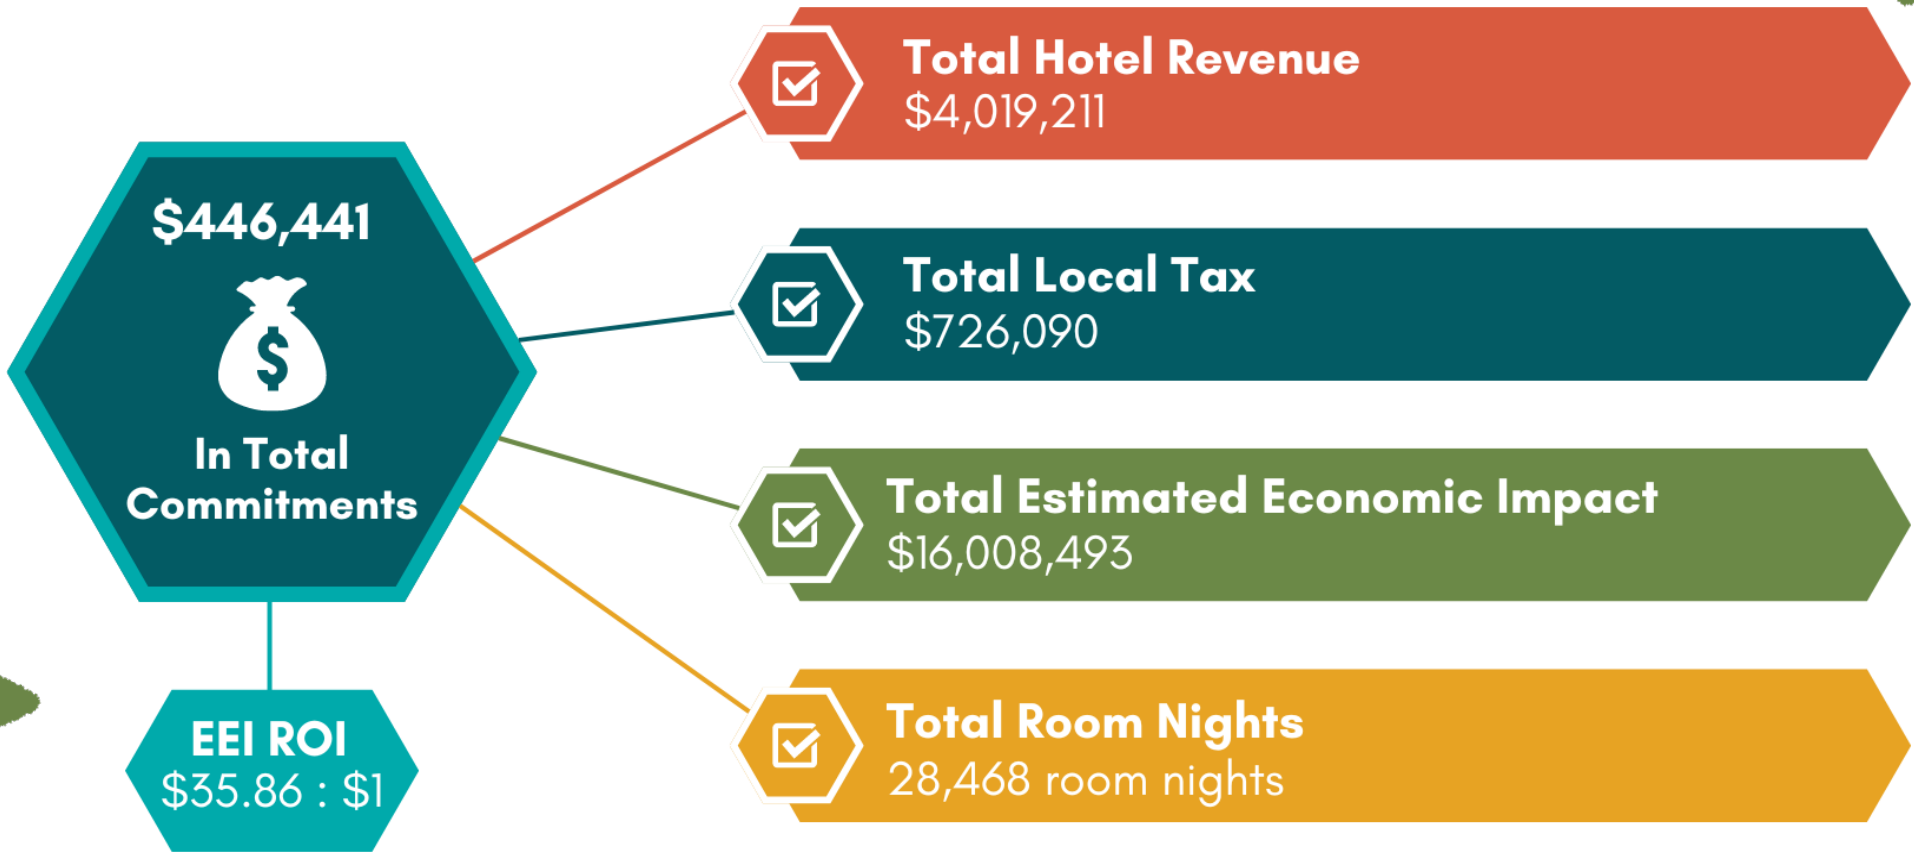 $446,441
$
In Total
Commitments
EEI ROI
$35.86 : $1
Total Hotel Revenue
$4,019,211
Total Local Tax
$726,090
Total Estimated Economic Impact
$16,008,493
Total Room Nights
28,468 room nights